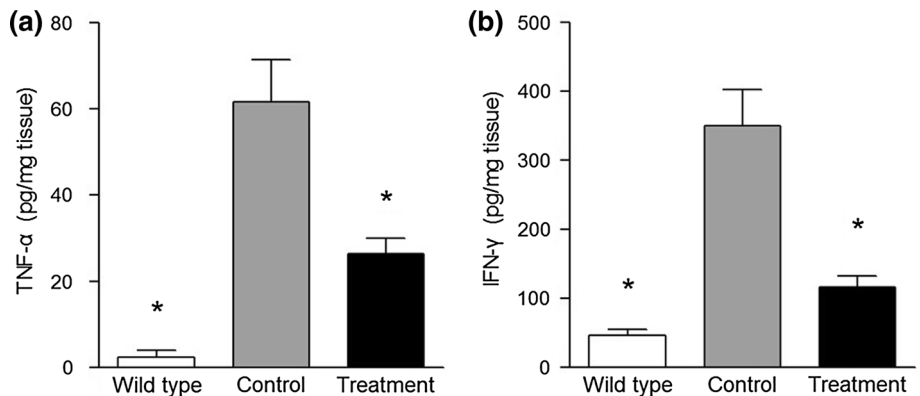 (a)
80
60
40
20
0
TNF-α (pg/mg tissue)
*
*
Wild type Control Treatment
(b)
500
400
300
200
100
0
IFN-γ (pg/mg tissue)
*
*
Wild type Control Treatment